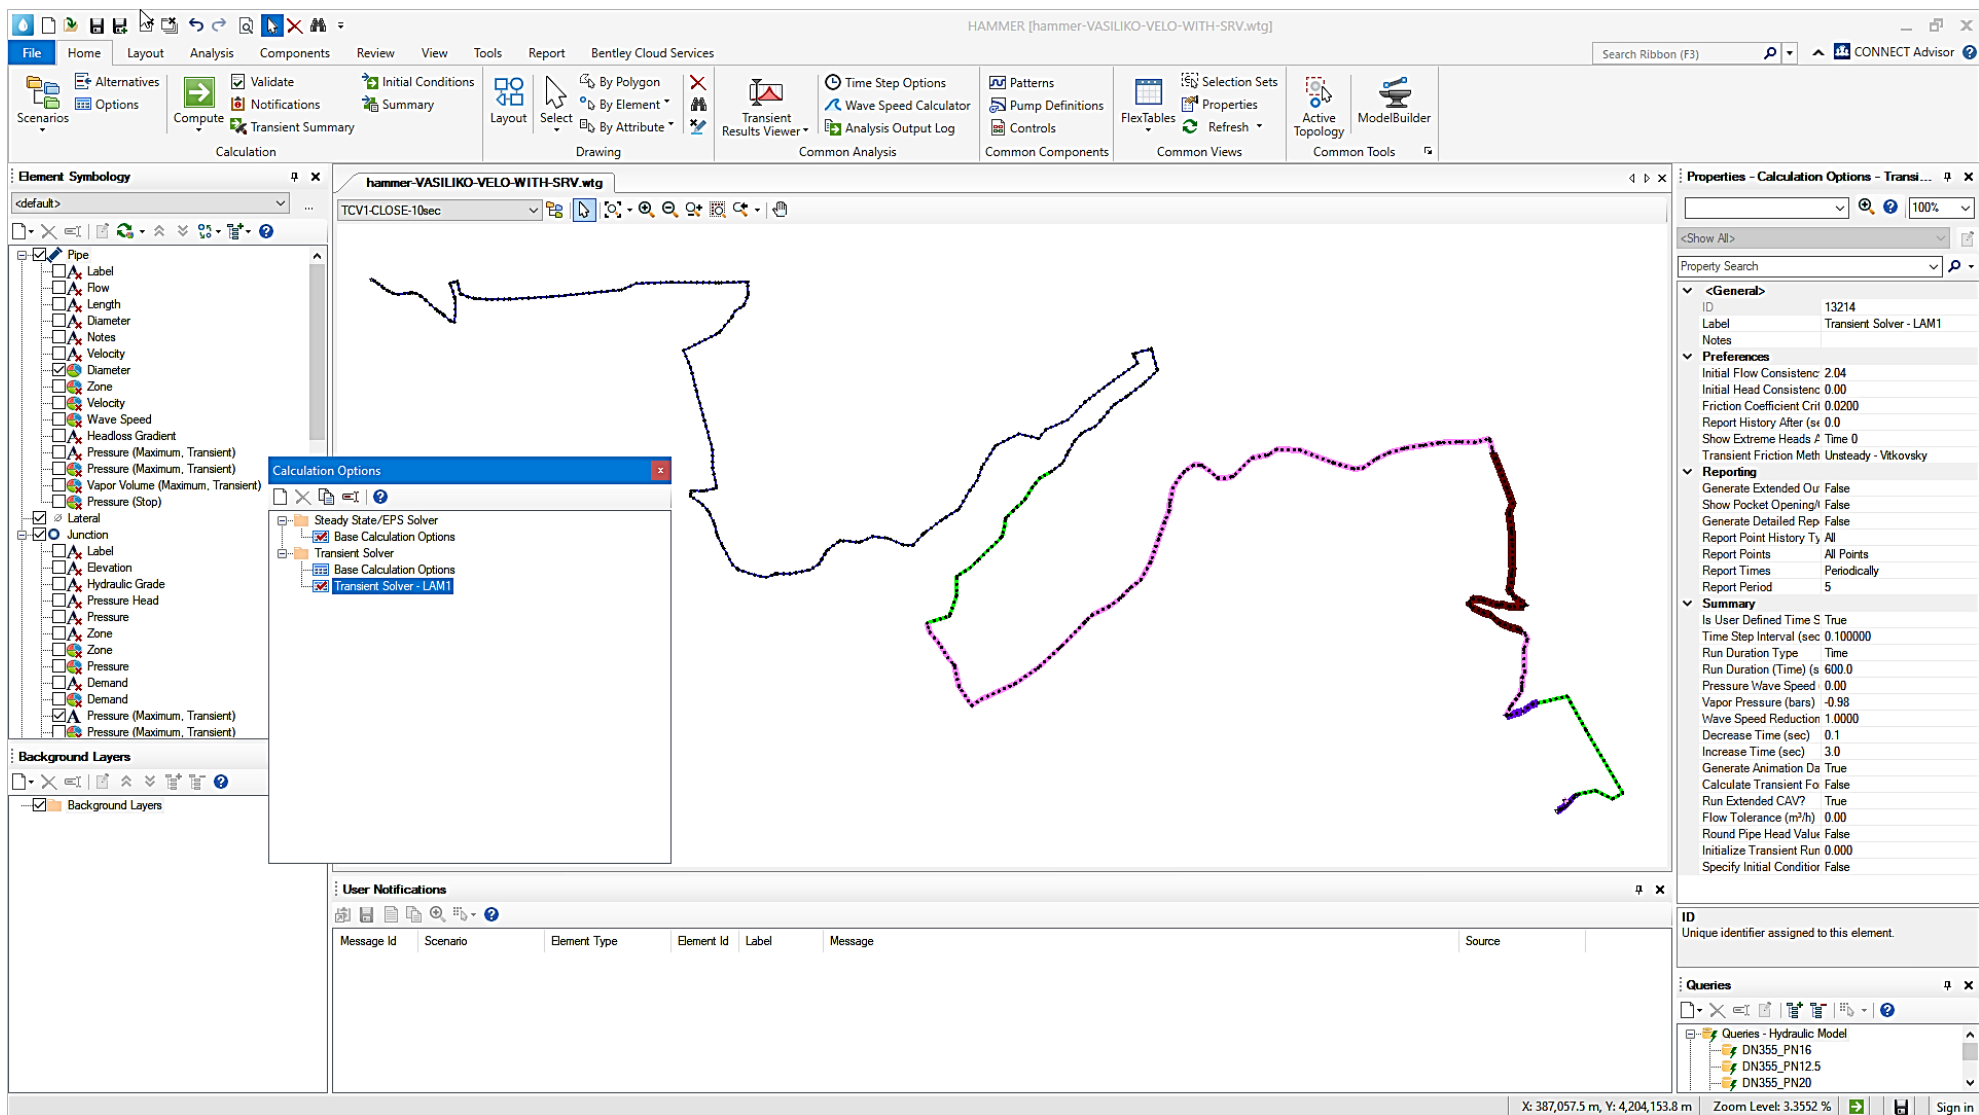 HAMMER [hammer-VASILIKO-VELO-WITH-SRV.wtg]
File Home Layout Analysis Components Review View Tools Report Bentley Cloud Services
Search Ribbon (F3)
CONNECT Advisor
Scenarios
Alternatives
Options
Compute
Validate
Notifications
Transient Summary
Initial Conditions
Summary
Calculation
Layout
Select
By Polygon
By Element
By Attribute
Drawing
Transient
Results Viewer
Time Step Options
Wave Speed Calculator
Analysis Output Log
Common Analysis
Patterns
Pump Definitions
Controls
Common Components
FlexTables
Selection Sets
Properties
Refresh
Common Views
Active
Topology
ModelBuilder
Common Tools
Element Symbology
<default>
...
Pipe
Label
Flow
Length
Diameter
Notes
Velocity
Diameter
Zone
Velocity
Wave Speed
Headloss Gradient
Pressure (Maximum, Transient)
Pressure (Maximum, Transient)
Vapor Volume (Maximum, Transient)
Pressure (Stop)
Lateral
Junction
Label
Elevation
Hydraulic Grade
Pressure Head
Pressure
Zone
Zone
Pressure
Demand
Demand
Pressure (Maximum, Transient)
Pressure (Maximum, Transient)
Background Layers
Background Layers
hammer-VASILIKO-VELO-WITH-SRV.wtg
TCV1-CLOSE-10sec
Calculation Options
Steady State/EPS Solver
Base Calculation Options
Transient Solver
Base Calculation Options
Transient Solver - LAM1
User Notifications
Message Id Scenario Element Type Element Id Label Message Source
Properties - Calculation Options - Transi...
100%
<Show All>
Property Search
<General>
ID 13214
Label Transient Solver - LAM1
Notes
Preferences
Initial Flow Consistenc 2.04
Initial Head Consistenc 0.00
Friction Coefficient Crit 0.0200
Report History After (se 0.0
Show Extreme Heads A Time 0
Transient Friction Meth Unsteady - Vitkovsky
Reporting
Generate Extended Ou False
Show Pocket Opening/ False
Generate Detailed Rep False
Report Point History Ty All
Report Points All Points
Report Times Periodically
Report Period 5
Summary
Is User Defined Time S True
Time Step Interval (sec 0.100000
Run Duration Type Time
Run Duration (Time) (s 600.0
Pressure Wave Speed 0.00
Vapor Pressure (bars) -0.98
Wave Speed Reduction 1.0000
Decrease Time (sec) 0.1
Increase Time (sec) 3.0
Generate Animation Da True
Calculate Transient Fo False
Run Extended CAV? True
Flow Tolerance (m³/h) 0.00
Round Pipe Head Value False
Initialize Transient Run 0.000
Specify Initial Condition False
ID
Unique identifier assigned to this element.
Queries
Queries - Hydraulic Model
DN355_PN16
DN355_PN12.5
DN355_PN20
X: 387,057.5 m, Y: 4,204,153.8 m Zoom Level: 3.3552 % Sign in